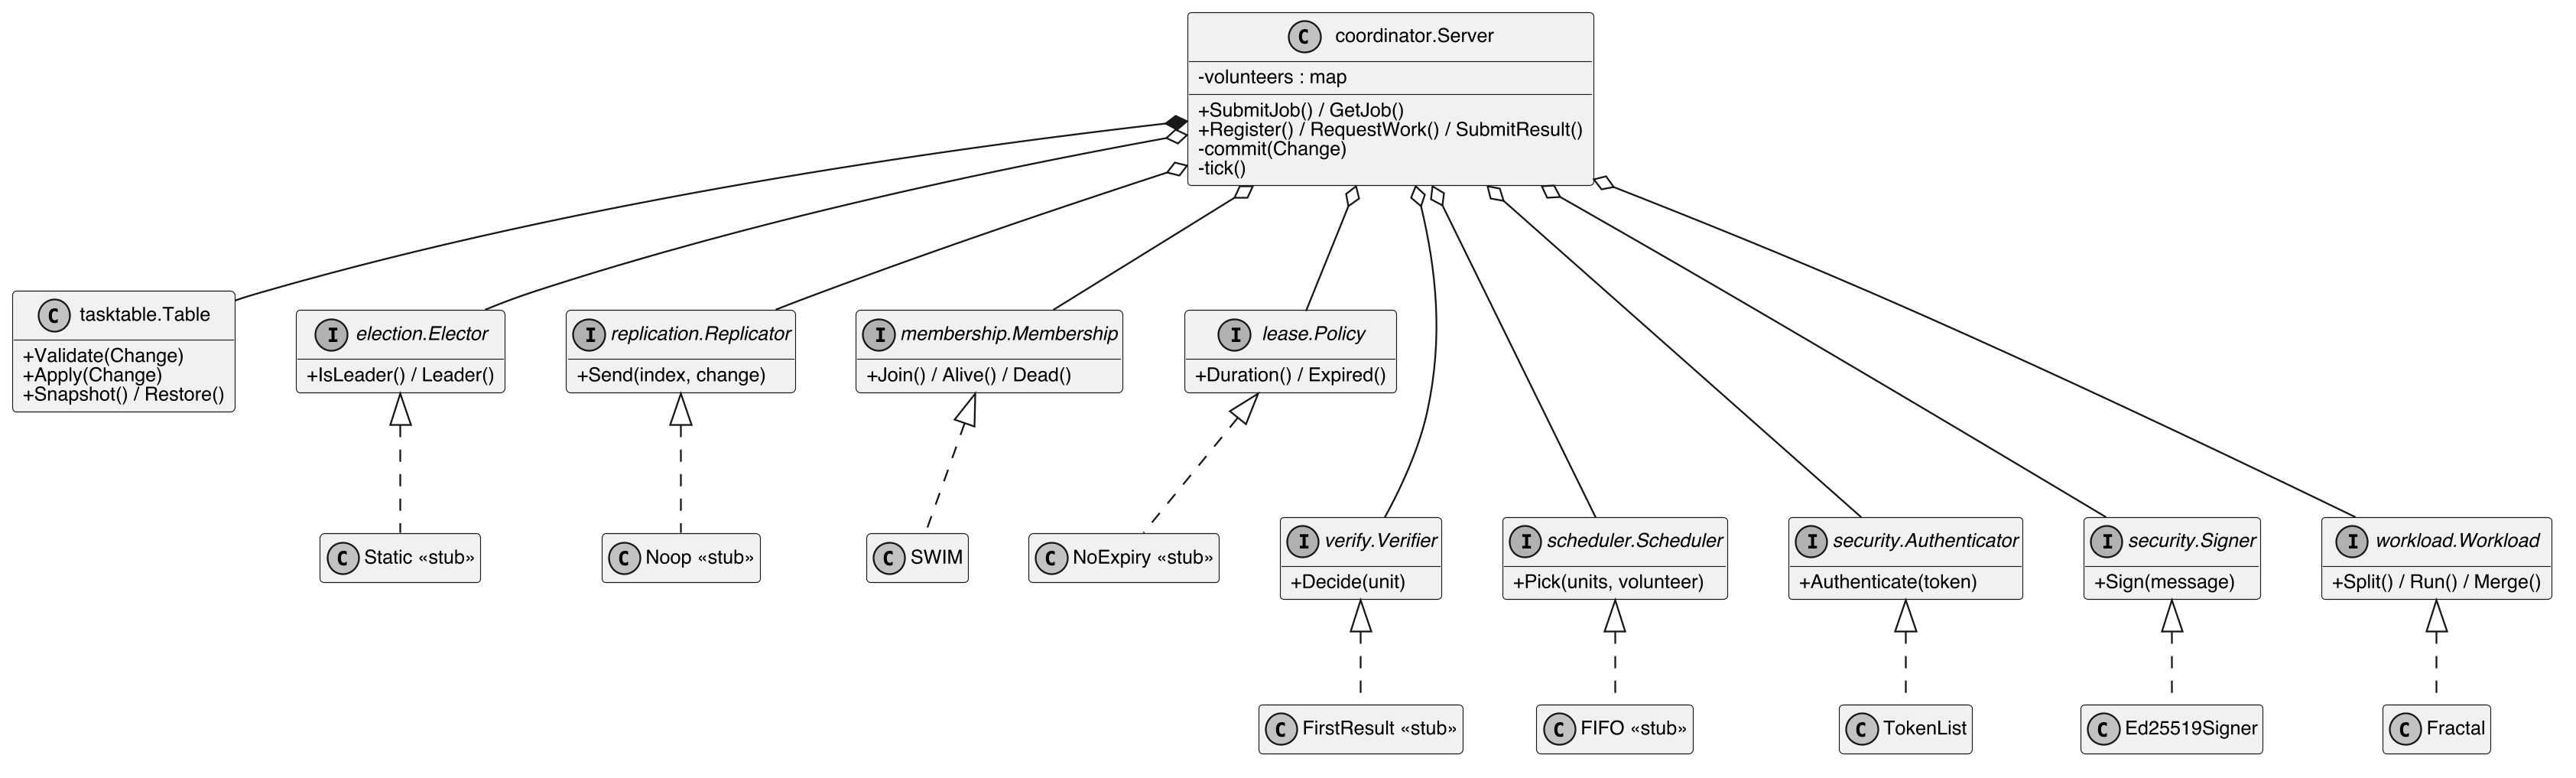 C coordinator.Server
-volunteers : map
+SubmitJob() / GetJob()
+Register() / RequestWork() / SubmitResult()
-commit(Change)
-tick()
C tasktable.Table
+Validate(Change)
+Apply(Change)
+Snapshot() / Restore()
I election.Elector
+IsLeader() / Leader()
I replication.Replicator
+Send(index, change)
I membership.Membership
+Join() / Alive() / Dead()
I lease.Policy
+Duration() / Expired()
C Static «stub»
C Noop «stub»
C SWIM
C NoExpiry «stub»
I verify.Verifier
+Decide(unit)
I scheduler.Scheduler
+Pick(units, volunteer)
I security.Authenticator
+Authenticate(token)
I security.Signer
+Sign(message)
I workload.Workload
+Split() / Run() / Merge()
C FirstResult «stub»
C FIFO «stub»
C TokenList
C Ed25519Signer
C Fractal